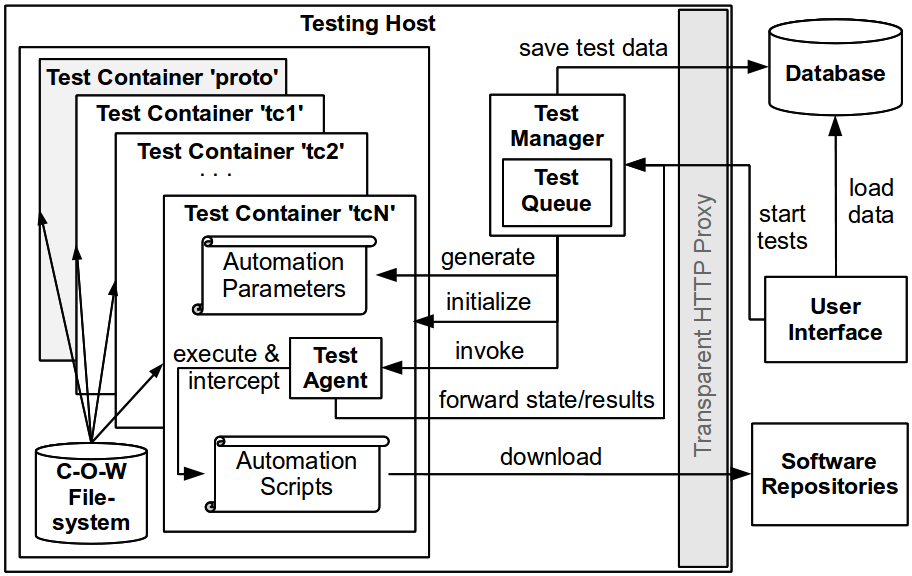 Testing Host
Test Container 'proto'
Test Container 'tc1'
Test Container 'tc2'
. . .
Test Container 'tcN'
Automation
Parameters
execute &
intercept
Test
Agent
Automation
Scripts
C-O-W
File-
system
save test data
Test
Manager
Test
Queue
generate
initialize
invoke
forward state/results
download
Transparent HTTP Proxy
Database
load
data
start
tests
User
Interface
Software
Repositories